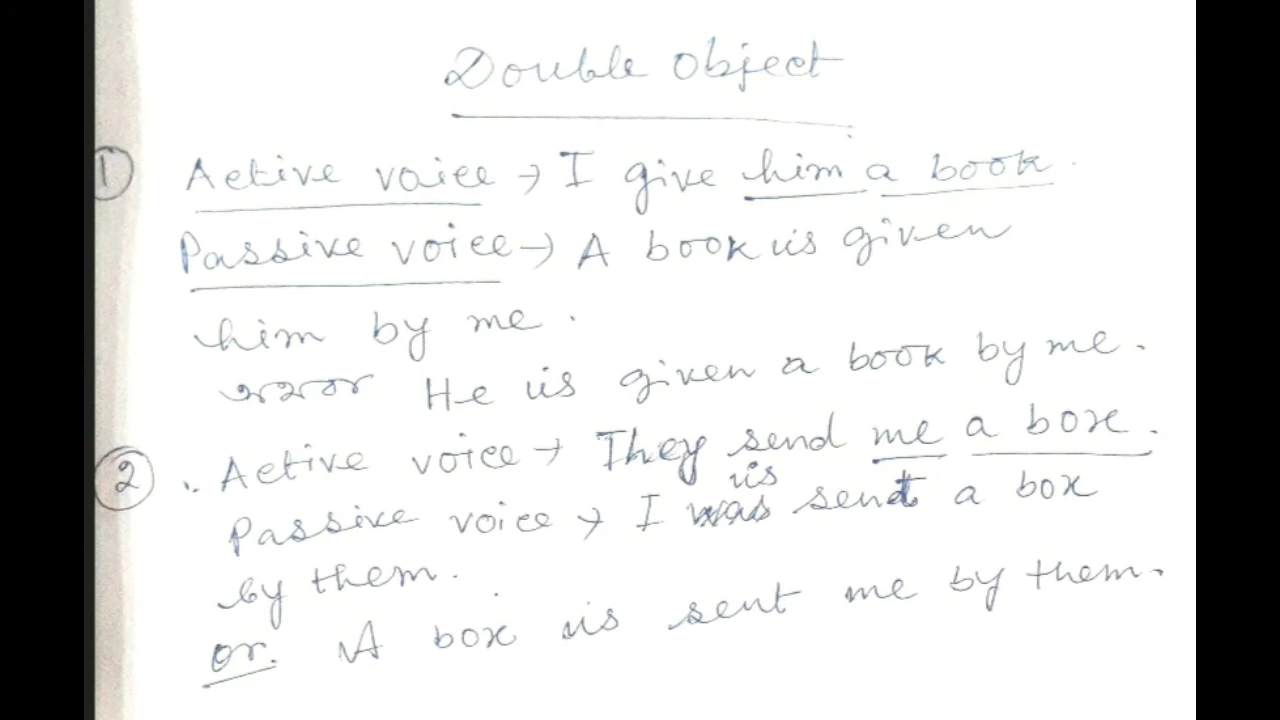 Double Object
① Active voice → I give him a book.
Passive voice → A book is given
him by me.
अथवा He is given a book by me.
② Active voice → They send me a box.
is
Passive voice → I was sent a box
by them.
or. A box is sent me by them.